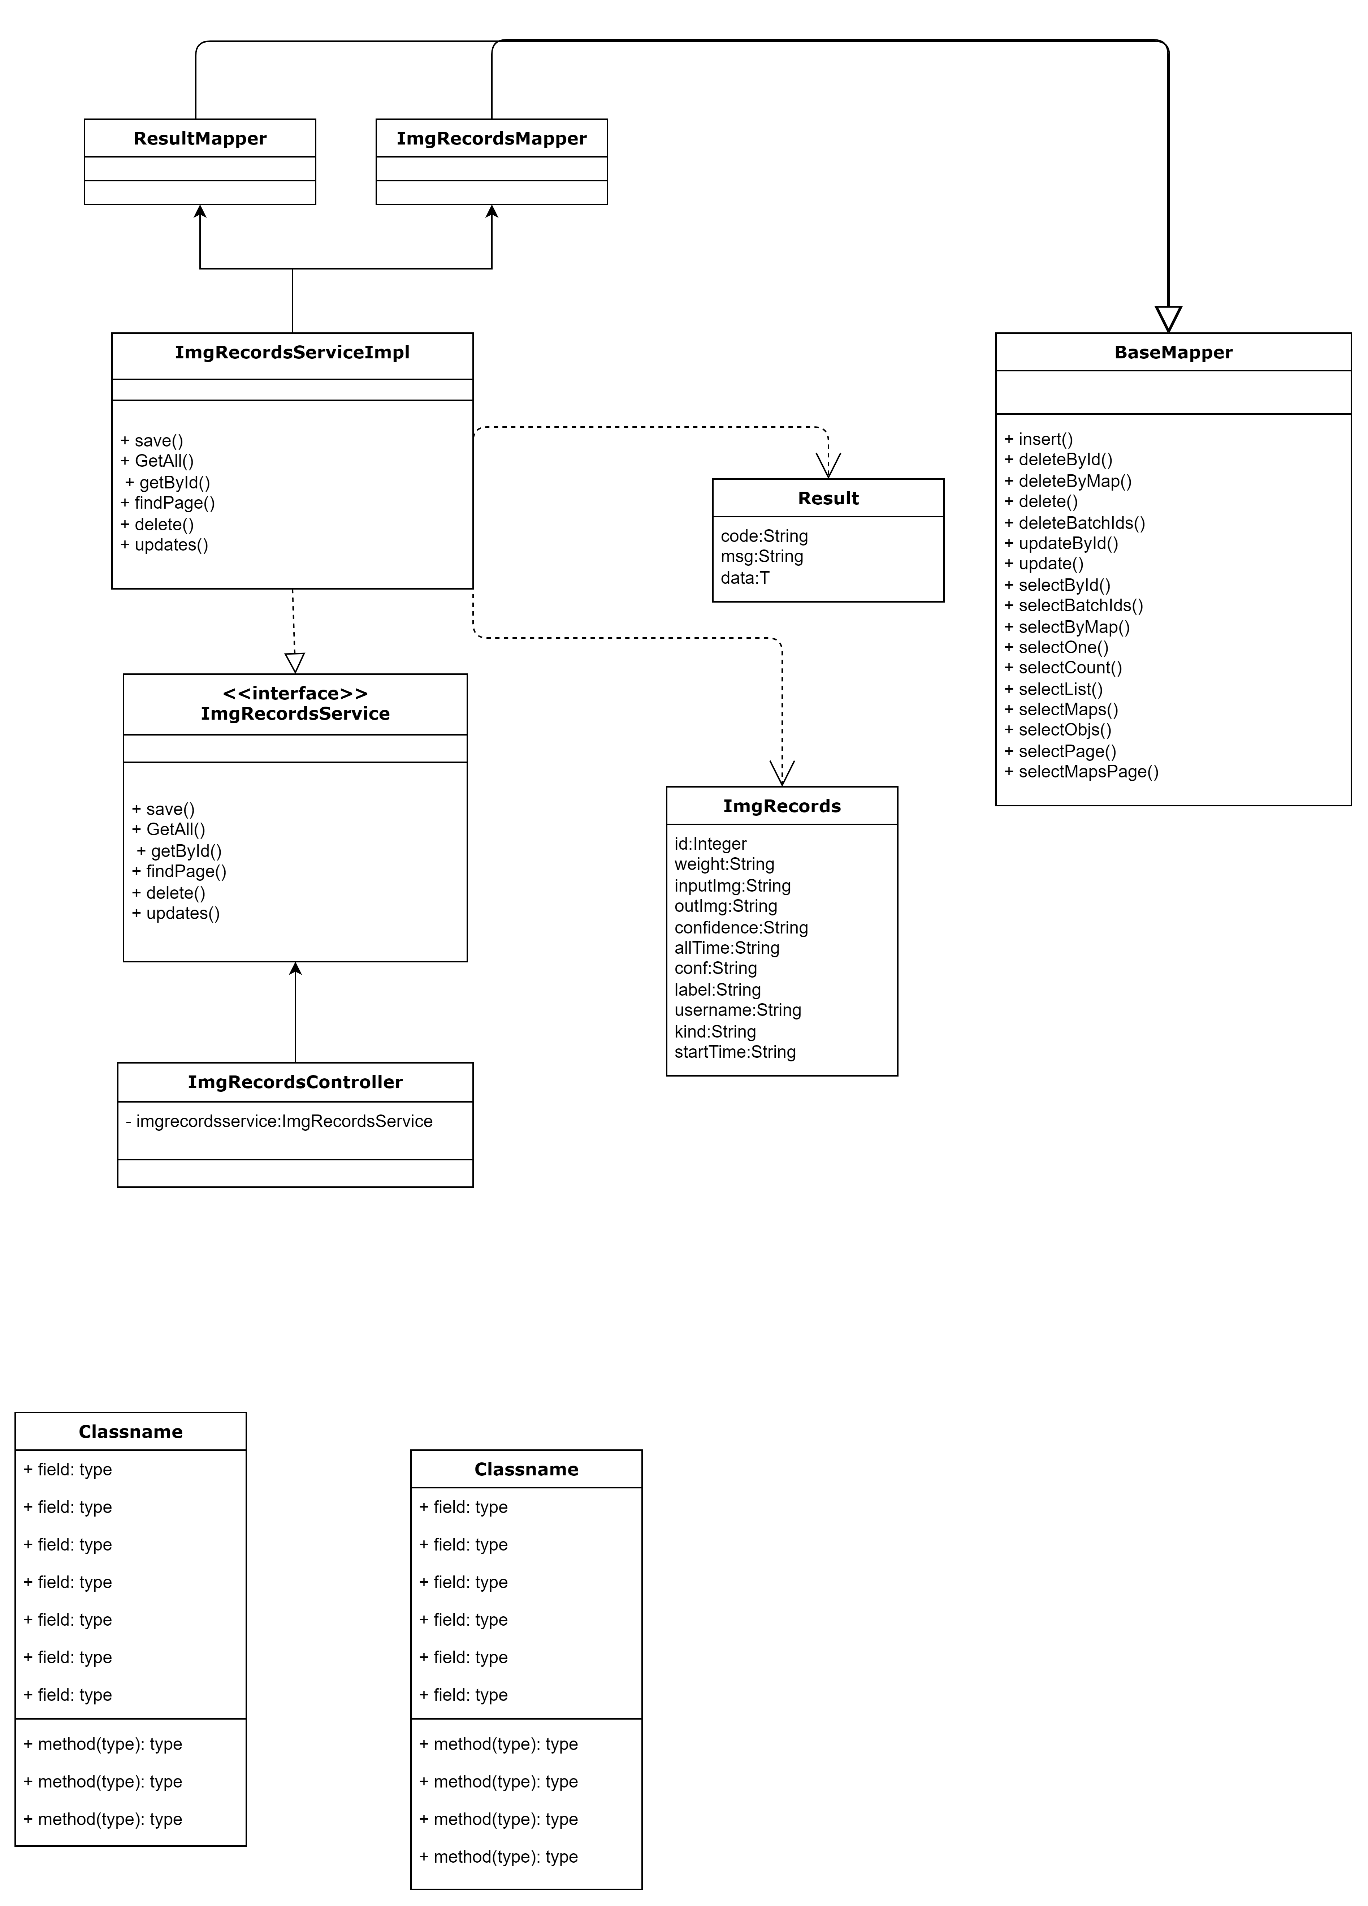 ResultMapper
ImgRecordsMapper
ImgRecordsServiceImpl
+ save()
+ GetAll()
+ getById()
+ findPage()
+ delete()
+ updates()
BaseMapper
+ insert()
+ deleteById()
+ deleteByMap()
+ delete()
+ deleteBatchIds()
+ updateById()
+ update()
+ selectById()
+ selectBatchIds()
+ selectByMap()
+ selectOne()
+ selectCount()
+ selectList()
+ selectMaps()
+ selectObjs()
+ selectPage()
+ selectMapsPage()
Result
code:String
msg:String
data:T
<<interface>>
ImgRecordsService
+ save()
+ GetAll()
+ getById()
+ findPage()
+ delete()
+ updates()
ImgRecords
id:Integer
weight:String
inputImg:String
outImg:String
confidence:String
allTime:String
conf:String
label:String
username:String
kind:String
startTime:String
ImgRecordsController
- imgrecordsservice:ImgRecordsService
Classname
+ field: type
+ field: type
+ field: type
+ field: type
+ field: type
+ field: type
+ field: type
+ method(type): type
+ method(type): type
+ method(type): type
Classname
+ field: type
+ field: type
+ field: type
+ field: type
+ field: type
+ field: type
+ method(type): type
+ method(type): type
+ method(type): type
+ method(type): type